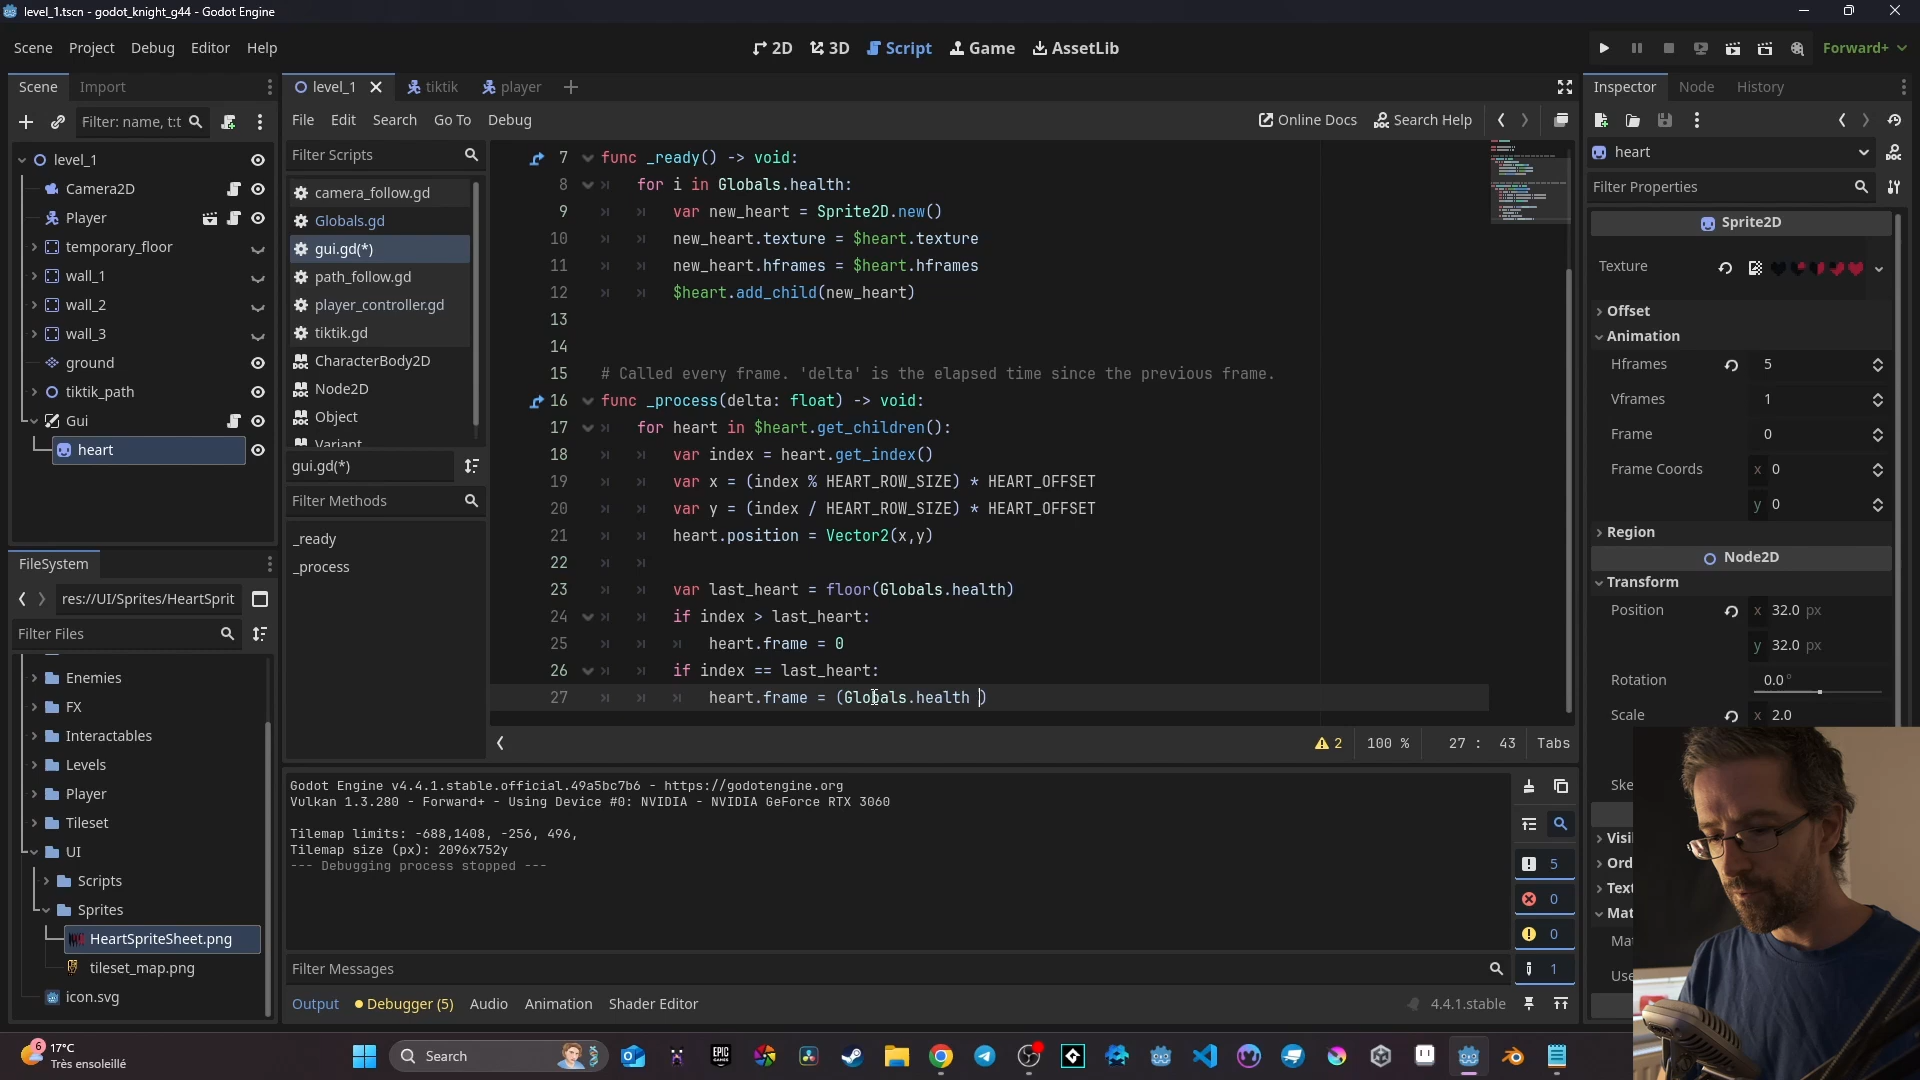 level_1.tscn - godot_knight_g44 - Godot Engine
Scene Project Debug Editor Help
2D 3D Script Game AssetLib
Forward+
Scene Import
level_1 tiktik player
Inspector Node History
Filter: name, t:t
File Edit Search Go To Debug
Online Docs Search Help
level_1
Camera2D
Player
temporary_floor
wall_1
wall_2
wall_3
ground
tiktik_path
Gui
heart
Filter Scripts
camera_follow.gd
Globals.gd
gui.gd(*)
path_follow.gd
player_controller.gd
tiktik.gd
CharacterBody2D
Node2D
Object
Variant
gui.gd(*)
Filter Methods
_ready
_process
7 func _ready() -> void:
8 for i in Globals.health:
9 var new_heart = Sprite2D.new()
10 new_heart.texture = $heart.texture
11 new_heart.hframes = $heart.hframes
12 $heart.add_child(new_heart)
13
14
15 # Called every frame. 'delta' is the elapsed time since the previous frame.
16 func _process(delta: float) -> void:
17 for heart in $heart.get_children():
18 var index = heart.get_index()
19 var x = (index % HEART_ROW_SIZE) * HEART_OFFSET
20 var y = (index / HEART_ROW_SIZE) * HEART_OFFSET
21 heart.position = Vector2(x,y)
22
23 var last_heart = floor(Globals.health)
24 if index > last_heart:
25 heart.frame = 0
26 if index == last_heart:
27 heart.frame = (Globals.health )
2 100 % 27 : 43 Tabs
heart
Filter Properties
Sprite2D
Texture
Offset
Animation
Hframes 5
Vframes 1
Frame 0
Frame Coords x 0
y 0
Region
Node2D
Transform
Position x 32.0 px
y 32.0 px
Rotation 0.0 °
Scale x 2.0
Ske
Visi
Ord
Text
Mat
Mat
Use
FileSystem
res://UI/Sprites/HeartSprit
Filter Files
Enemies
FX
Interactables
Levels
Player
Tileset
UI
Scripts
Sprites
HeartSpriteSheet.png
tileset_map.png
icon.svg
Godot Engine v4.4.1.stable.official.49a5bc7b6 - https://godotengine.org
Vulkan 1.3.280 - Forward+ - Using Device #0: NVIDIA - NVIDIA GeForce RTX 3060
Tilemap limits: -688,1408, -256, 496,
Tilemap size (px): 2096x752y
--- Debugging process stopped ---
5
0
0
1
Filter Messages
Output Debugger (5) Audio Animation Shader Editor
4.4.1.stable
6
17°C
Très ensoleillé
Search
EPIC GAMES